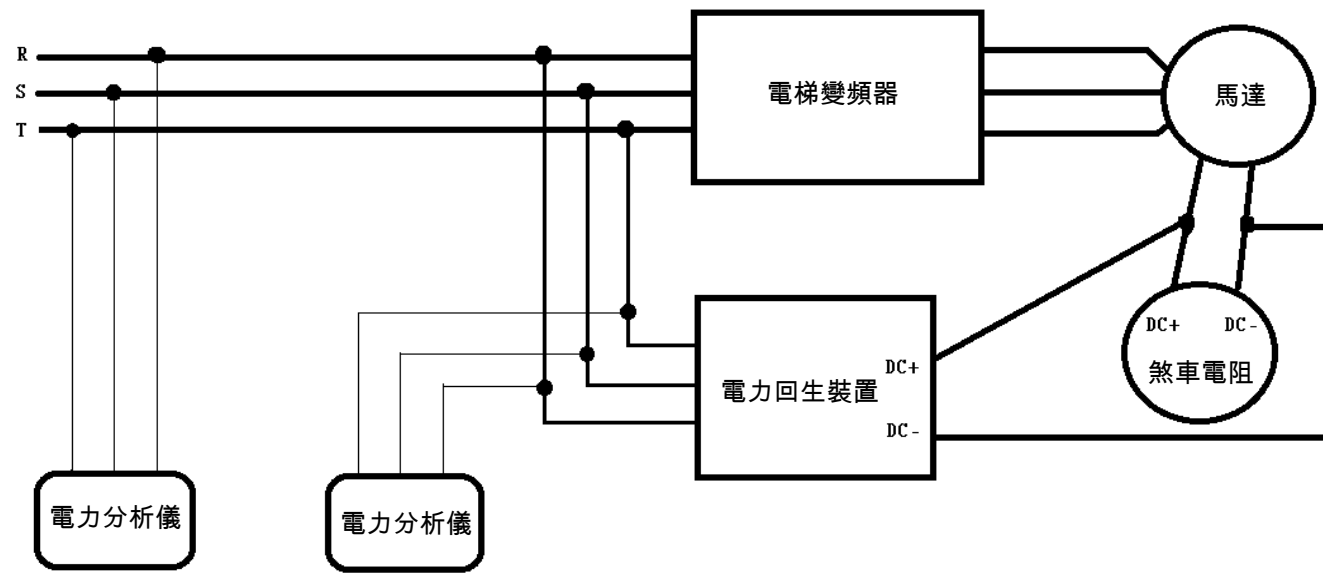 R
S
T
電梯變頻器
馬達
DC+ DC-
煞車電阻
電力回生裝置
DC+
DC-
電力分析儀
電力分析儀